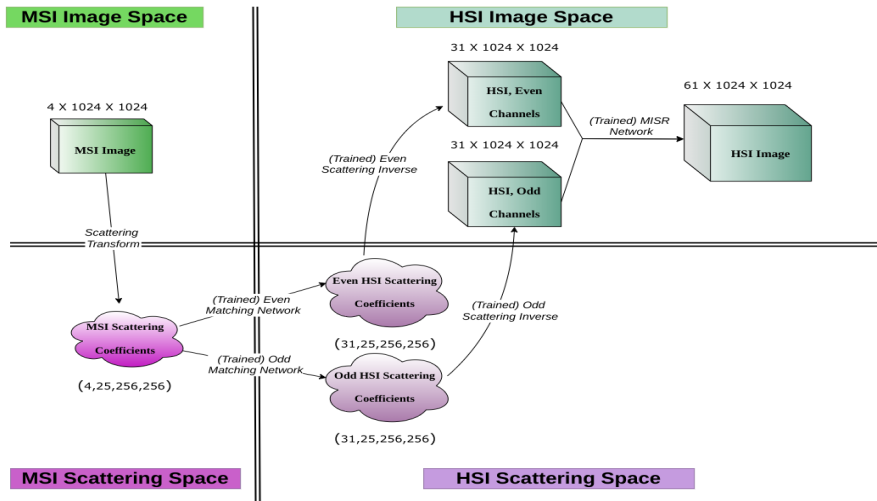 MSI Image Space
HSI Image Space
4 X 1024 X 1024
MSI Image
31 X 1024 X 1024
HSI, Even
Channels
31 X 1024 X 1024
HSI, Odd
Channels
(Trained) MISR
Network
61 X 1024 X 1024
HSI Image
(Trained) Even
Scattering Inverse
Scattering
Transform
MSI Scattering
Coefficients
(4,25,256,256)
(Trained) Even
Matching Network
(Trained) Odd
Matching Network
Even HSI Scattering
Coefficients
(31,25,256,256)
Odd HSI Scattering
Coefficients
(31,25,256,256)
(Trained) Odd
Scattering Inverse
MSI Scattering Space
HSI Scattering Space